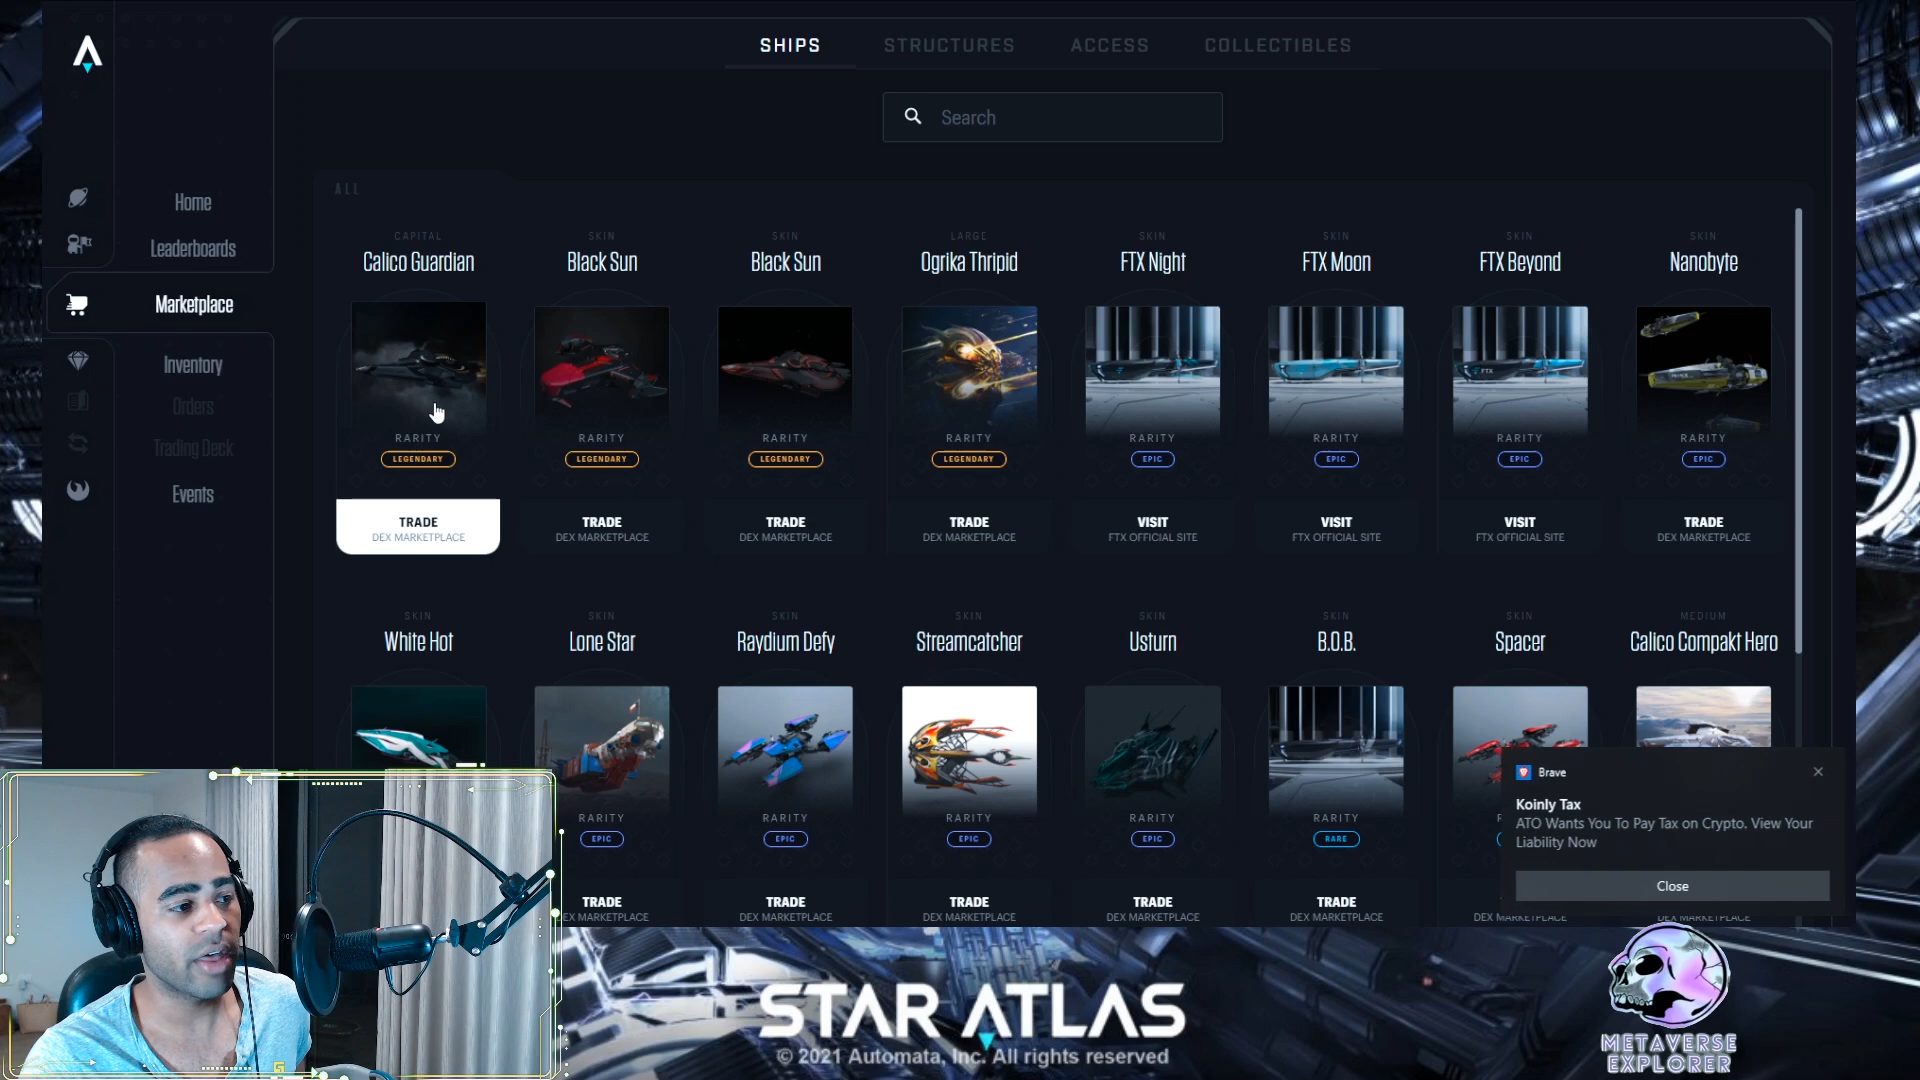 SHIPS
STRUCTURES
ACCESS
COLLECTIBLES
Search
Home
Leaderboards
Marketplace
Inventory
Orders
Trading Deck
Events
ALL
CAPITAL
Calico Guardian
RARITY
LEGENDARY
TRADE
DEX MARKETPLACE
SKIN
Black Sun
RARITY
LEGENDARY
TRADE
DEX MARKETPLACE
SKIN
Black Sun
RARITY
LEGENDARY
TRADE
DEX MARKETPLACE
LARGE
Ogrika Thripid
RARITY
LEGENDARY
TRADE
DEX MARKETPLACE
SKIN
FTX Night
RARITY
EPIC
VISIT
FTX OFFICIAL SITE
SKIN
FTX Moon
RARITY
EPIC
VISIT
FTX OFFICIAL SITE
SKIN
FTX Beyond
FTX
RARITY
EPIC
VISIT
FTX OFFICIAL SITE
SKIN
Nanobyte
RARITY
EPIC
TRADE
DEX MARKETPLACE
SKIN
White Hot
SKIN
Lone Star
RARITY
EPIC
TRADE
DEX MARKETPLACE
SKIN
Raydium Defy
RARITY
EPIC
TRADE
DEX MARKETPLACE
SKIN
Streamcatcher
RARITY
EPIC
TRADE
DEX MARKETPLACE
SKIN
Usturn
RARITY
EPIC
TRADE
DEX MARKETPLACE
SKIN
B.O.B.
RARITY
RARE
TRADE
DEX MARKETPLACE
SKIN
Spacer
DEX MARKETPLACE
MEDIUM
Calico Compakt Hero
DEX MARKETPLACE
Brave
Koinly Tax
ATO Wants You To Pay Tax on Crypto. View Your
Liability Now
Close
STAR ATLAS
© 2021 Automata, Inc. All rights reserved
METAVERSE
EXPLORER